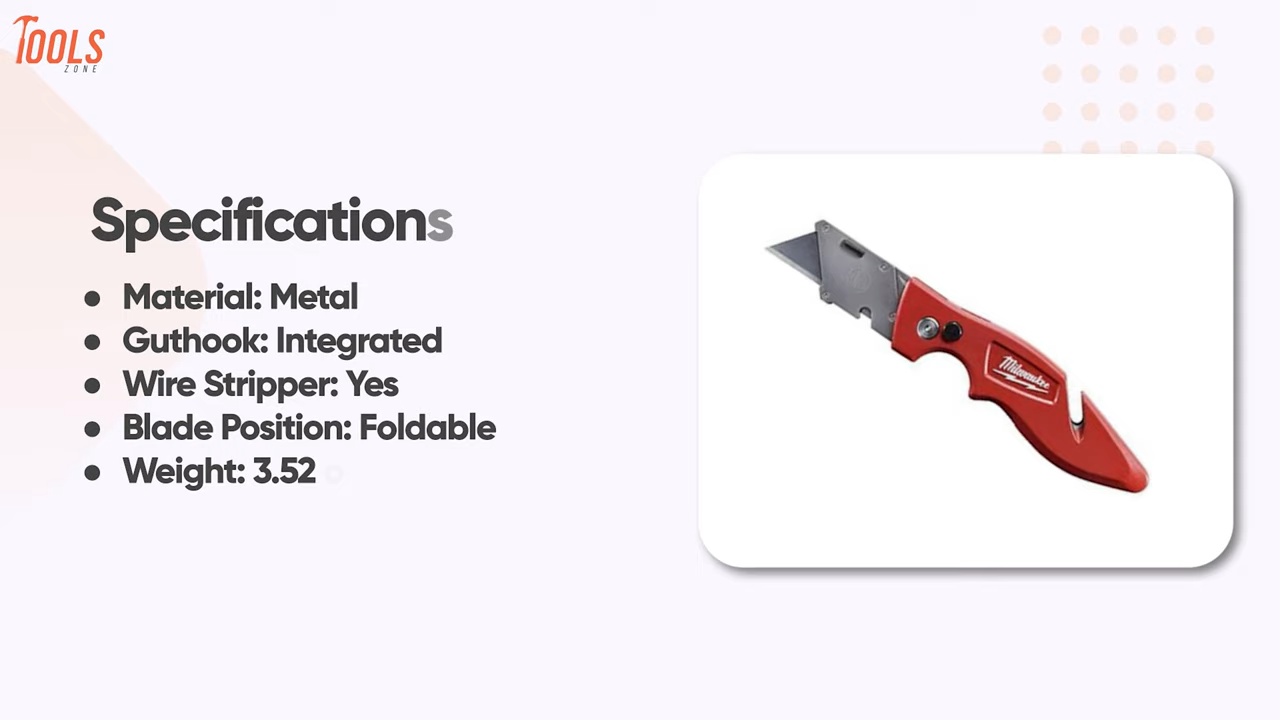 TOOLS
ZONE
Specifications
• Material: Metal
• Guthook: Integrated
• Wire Stripper: Yes
• Blade Position: Foldable
• Weight: 3.52
Milwaukee